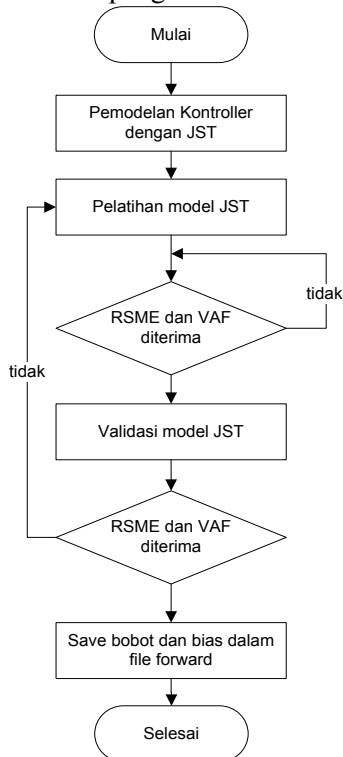 Mulai
Pemodelan Kontroller
dengan JST
Pelatihan model JST
tidak
RSME dan VAF
diterima
tidak
Validasi model JST
RSME dan VAF
diterima
Save bobot dan bias dalam
file forward
Selesai